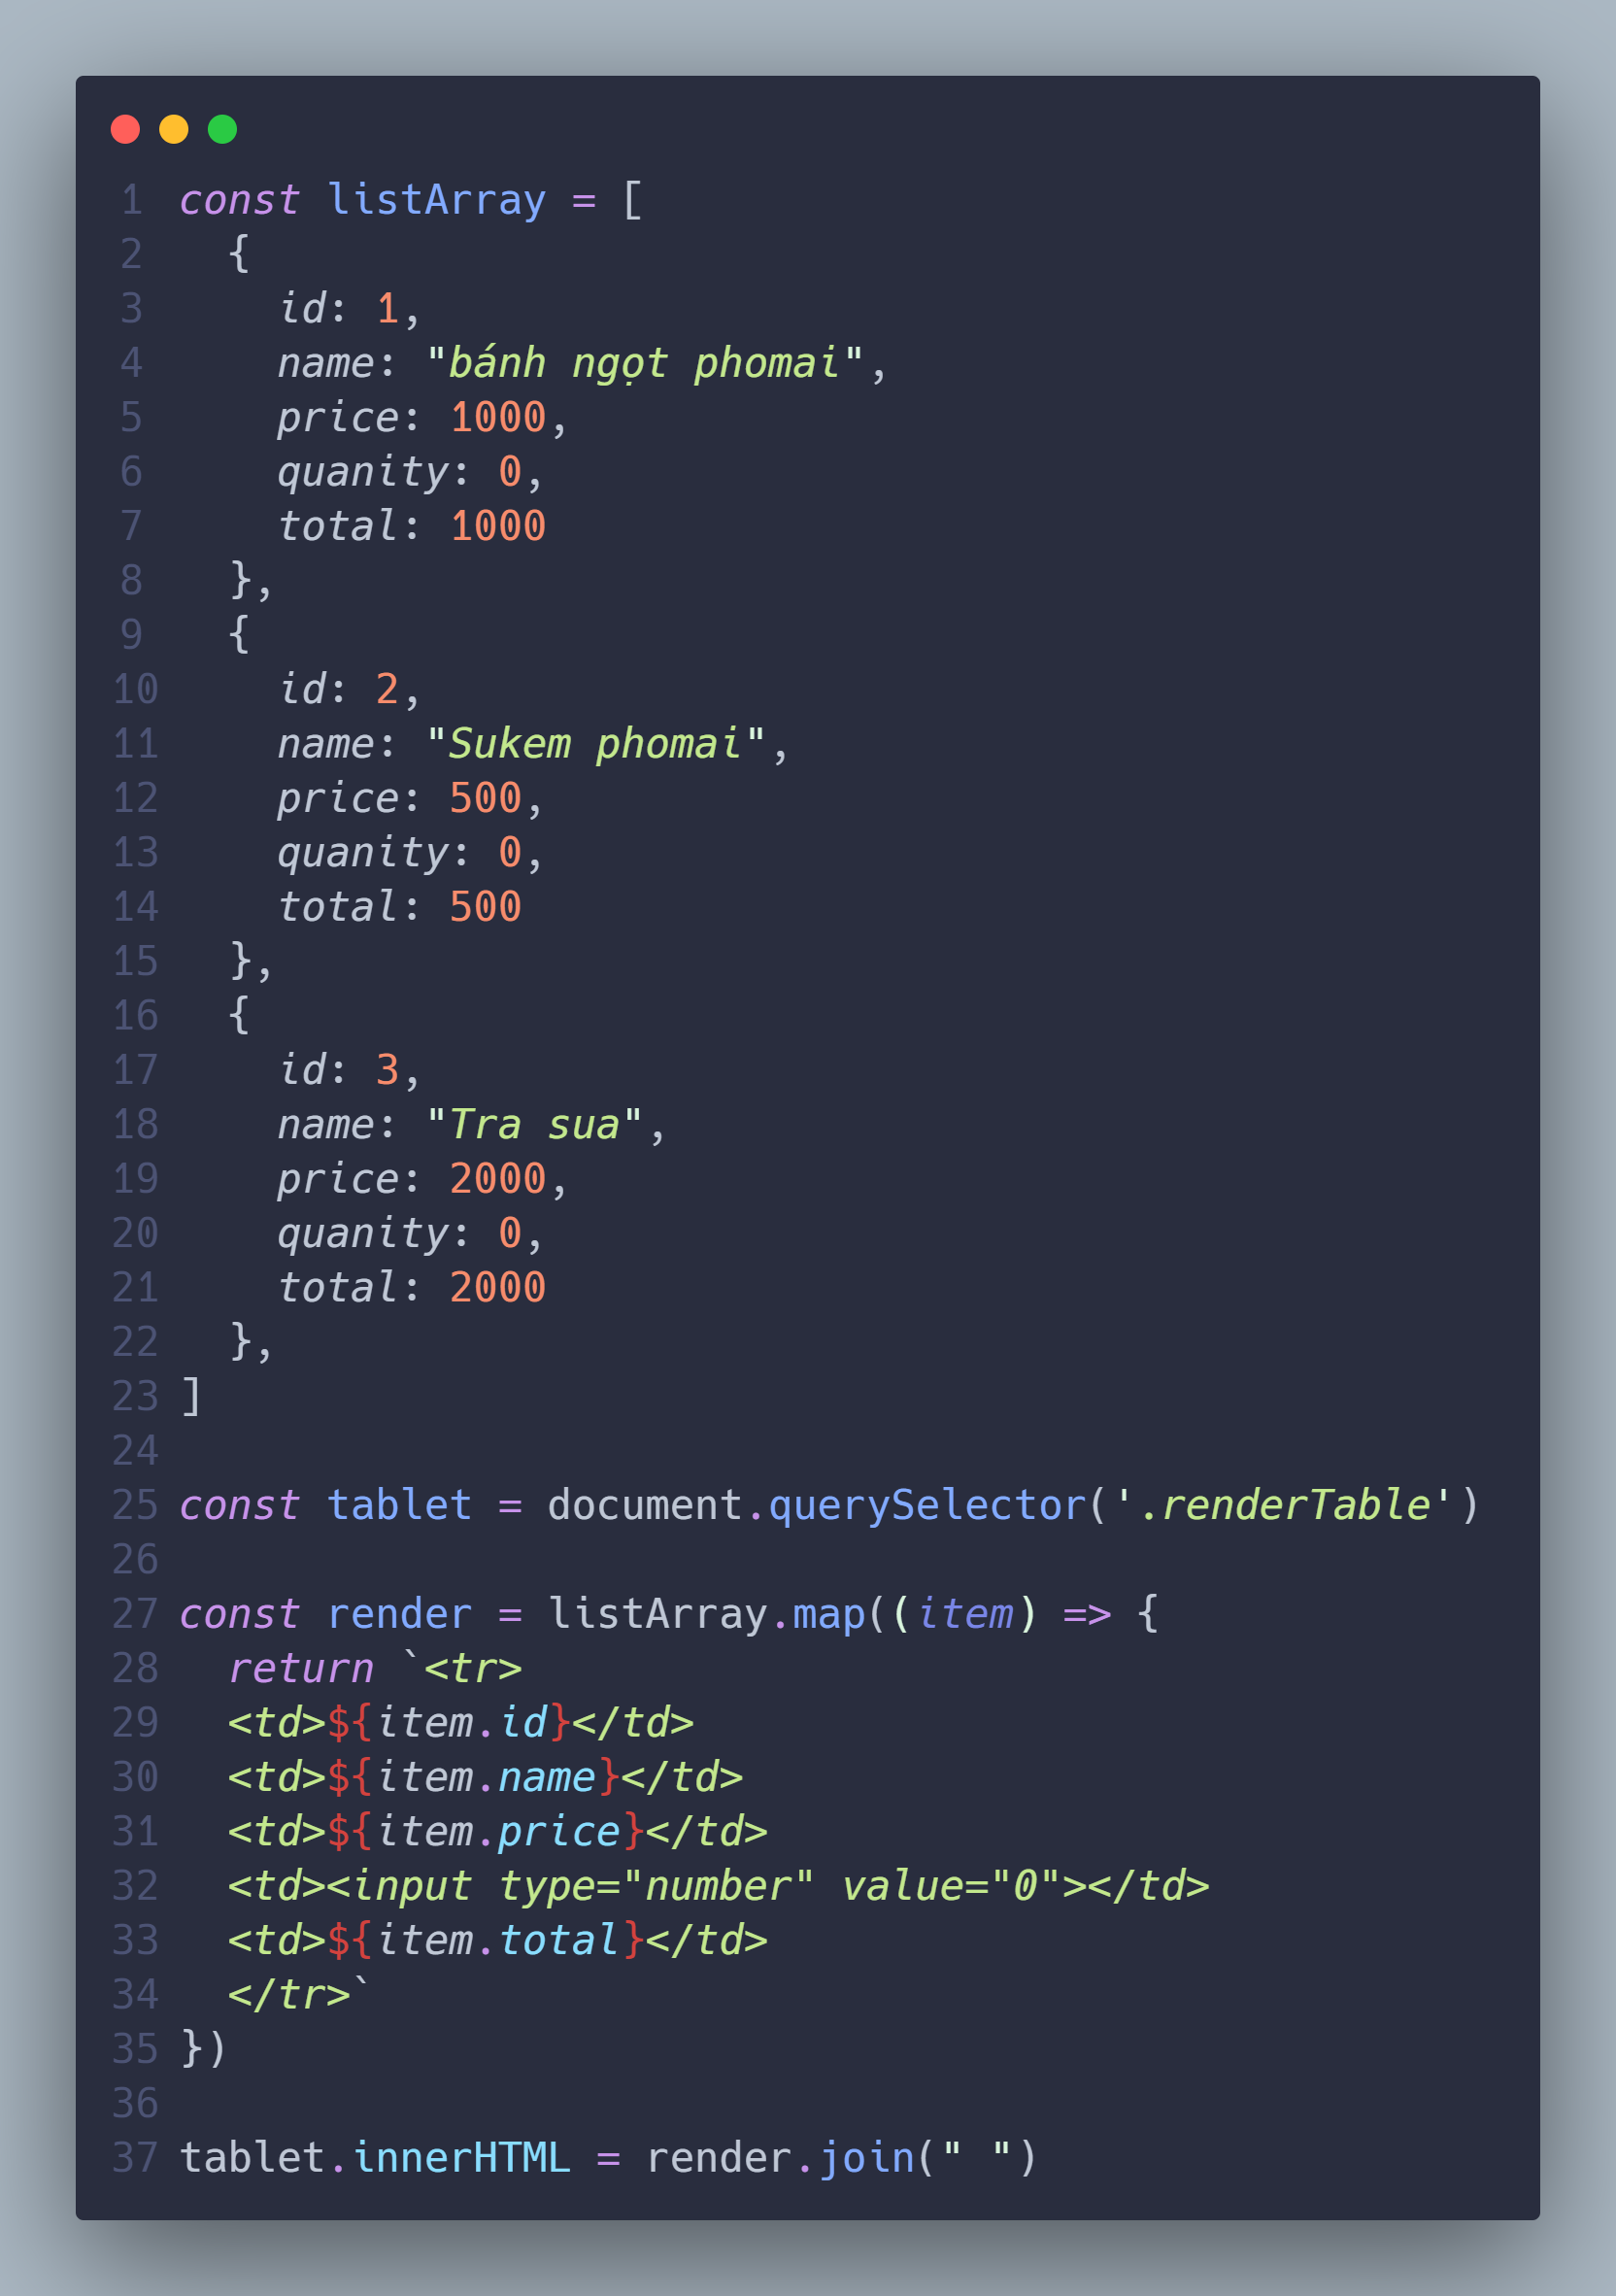 1 const listArray = [
2   {
3     id: 1,
4     name: "bánh ngọt phomai",
5     price: 1000,
6     quanity: 0,
7     total: 1000
8   },
9   {
10     id: 2,
11     name: "Sukem phomai",
12     price: 500,
13     quanity: 0,
14     total: 500
15   },
16   {
17     id: 3,
18     name: "Tra sua",
19     price: 2000,
20     quanity: 0,
21     total: 2000
22   },
23 ]
24
25 const tablet = document.querySelector('.renderTable')
26
27 const render = listArray.map((item) => {
28   return `<tr>
29   <td>${item.id}</td>
30   <td>${item.name}</td>
31   <td>${item.price}</td>
32   <td><input type="number" value="0"></td>
33   <td>${item.total}</td>
34   </tr>`
35 })
36
37 tablet.innerHTML = render.join(" ")